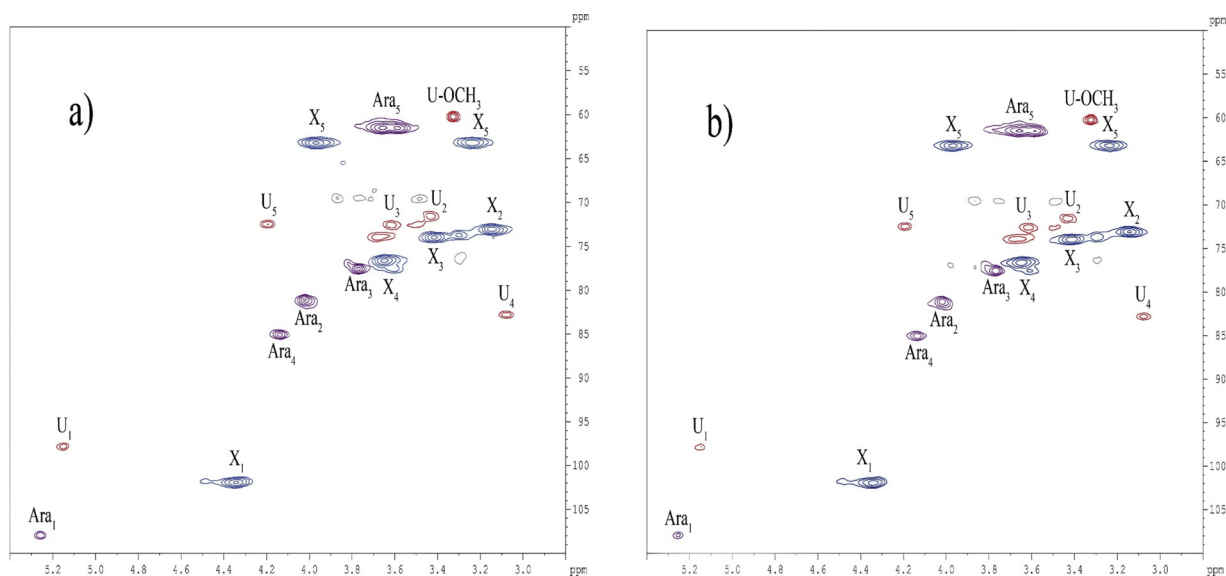 a)
ppm
U-OCH₃
Ara₅
X₅
X₅
U₅
U₃
U₂
X₂
X₃
Ara₃
X₄
Ara₂
U₄
Ara₄
U₁
X₁
Ara₁
55
60
65
70
75
80
85
90
95
100
105
5.2 5.0 4.8 4.6 4.4 4.2 4.0 3.8 3.6 3.4 3.2 3.0 ppm
b)
ppm
U-OCH₃
Ara₅
X₅
X₅
U₅
U₃
U₂
X₂
X₃
Ara₃
X₄
Ara₂
U₄
Ara₄
U₁
X₁
Ara₁
55
60
65
70
75
80
85
90
95
100
105
5.2 5.0 4.8 4.6 4.4 4.2 4.0 3.8 3.6 3.4 3.2 3.0 ppm